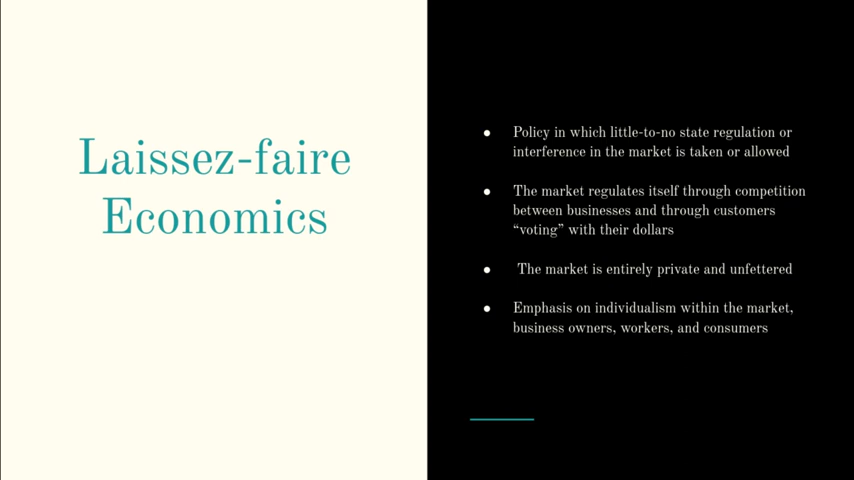 Laissez-faire
Economics
● Policy in which little-to-no state regulation or
interference in the market is taken or allowed
● The market regulates itself through competition
between businesses and through customers
“voting” with their dollars
● The market is entirely private and unfettered
● Emphasis on individualism within the market,
business owners, workers, and consumers